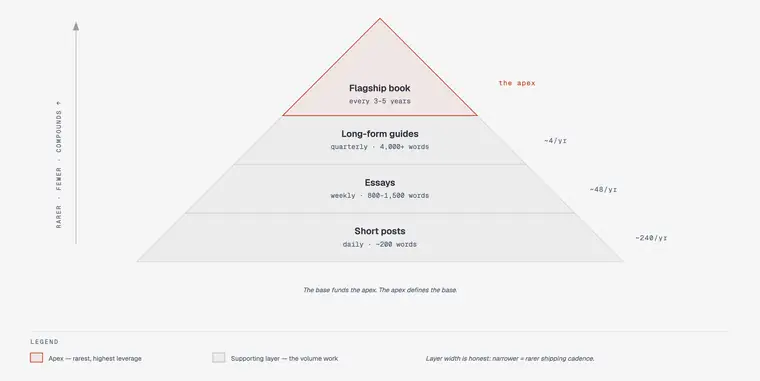 Flagship book
every 3-5 years
the apex
Long-form guides
quarterly · 4,000+ words
~4/yr
Essays
weekly · 800-1,500 words
~48/yr
Short posts
daily · ~200 words
~240/yr
RARER · FEWER · COMPOUNDS →
The base funds the apex. The apex defines the base.
LEGEND
Apex — rarest, highest leverage
Supporting layer — the volume work
Layer width is honest: narrower = rarer shipping cadence.